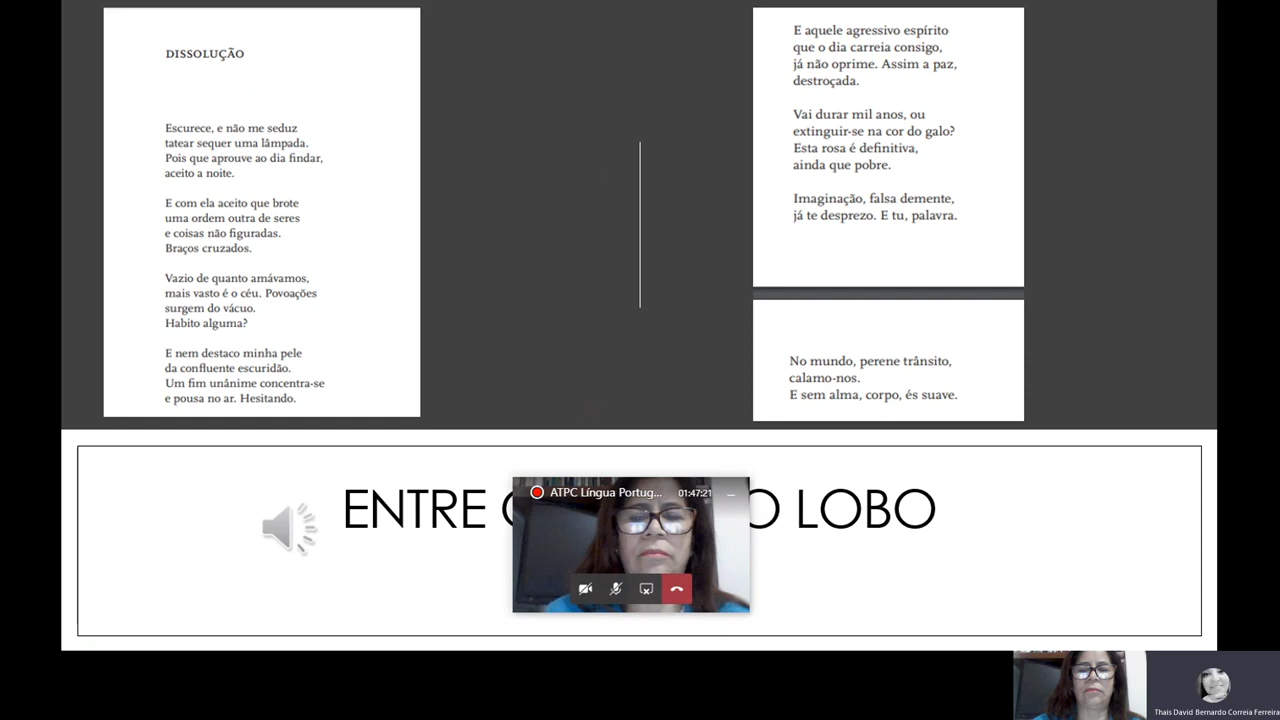 DISSOLUÇÃO
Escurece, e não me seduz
tatear sequer uma lâmpada.
Pois que aprouve ao dia findar,
aceito a noite.
E com ela aceito que brote
uma ordem outra de seres
e coisas não figuradas.
Braços cruzados.
Vazio de quanto amávamos,
mais vasto é o céu. Povoações
surgem do vácuo.
Habito alguma?
E nem destaco minha pele
da confluente escuridão.
Um fim unânime concentra-se
e pousa no ar. Hesitando.
E aquele agressivo espírito
que o dia carreia consigo,
já não oprime. Assim a paz,
destroçada.
Vai durar mil anos, ou
extinguir-se na cor do galo?
Esta rosa é definitiva,
ainda que pobre.
Imaginação, falsa demente,
já te desprezo. E tu, palavra.
No mundo, perene trânsito,
calamo-nos.
E sem alma, corpo, és suave.
ENTRE O LOBO
ATPC Língua Portug... 01:47:21
Thais David Bernardo Correia Ferreira